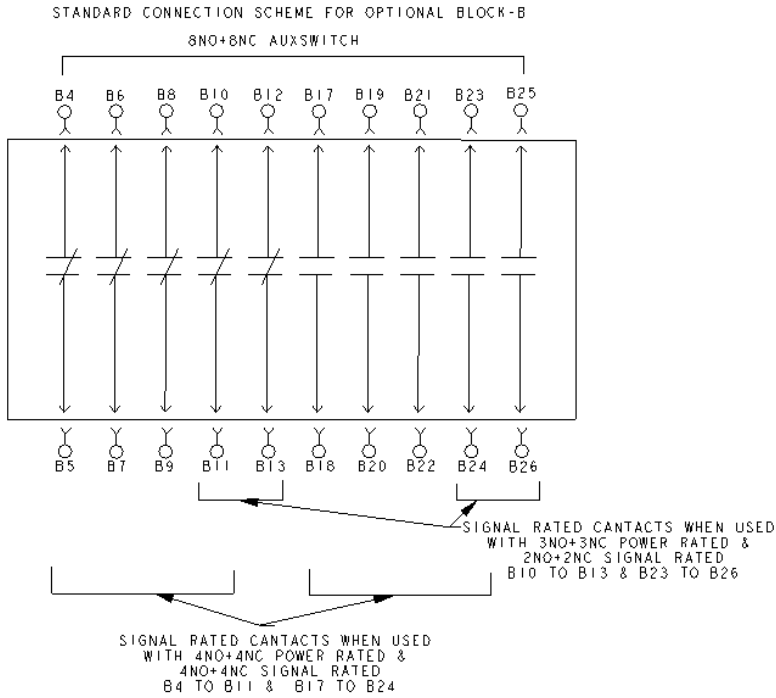 STANDARD CONNECTION SCHEME FOR OPTIONAL BLOCK-B
8NO+8NC AUXSWITCH
B4 B6 B8 B10 B12 B17 B19 B21 B23 B25
B5 B7 B9 B11 B13 B18 B20 B22 B24 B26
SIGNAL RATED CANTACTS WHEN USED
WITH 3NO+3NC POWER RATED &
2NO+2NC SIGNAL RATED
B10 TO B13 & B23 TO B26
SIGNAL RATED CANTACTS WHEN USED
WITH 4NO+4NC POWER RATED &
4NO+4NC SIGNAL RATED
B4 TO B11 & B17 TO B24